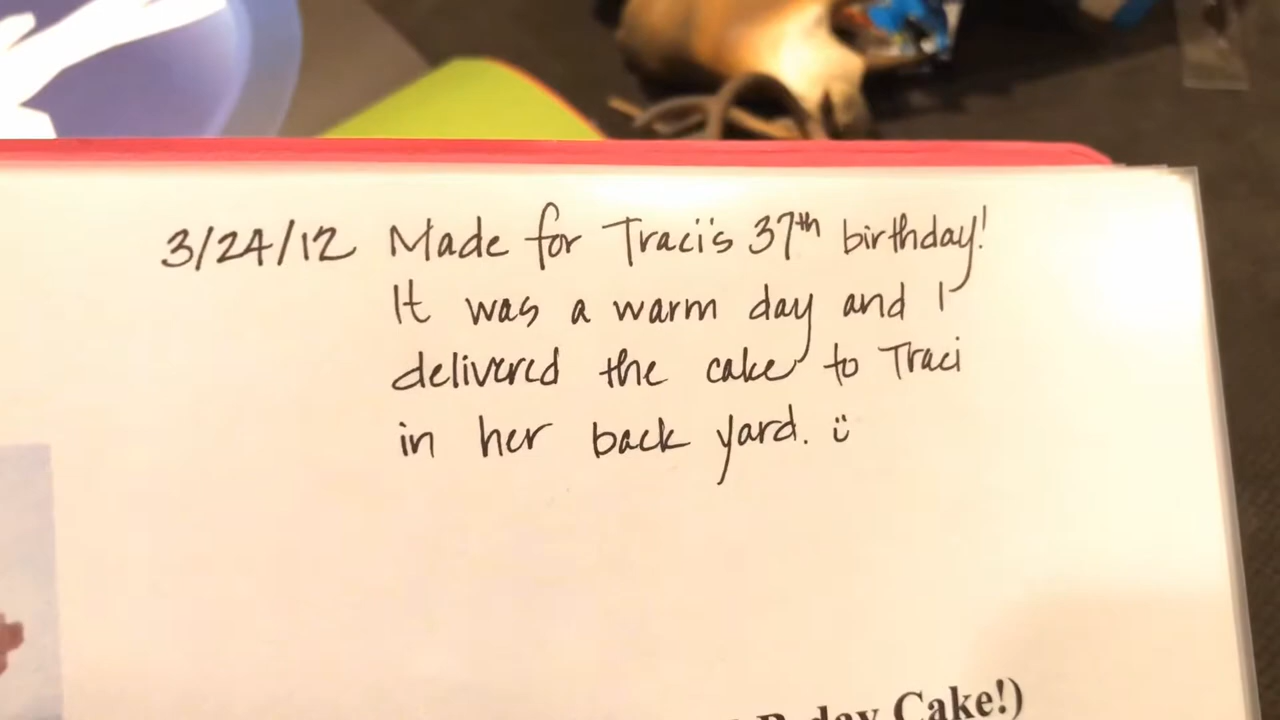 3/24/12 Made for Traci's 37th birthday!
It was a warm day and I
delivered the cake to Traci
in her back yard. ü
Cake!)